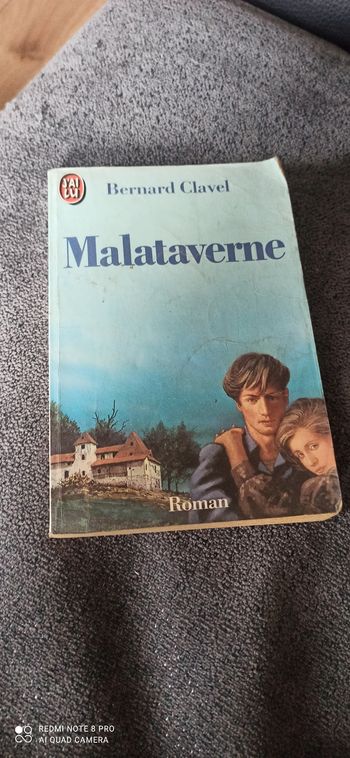 J'AI
LU
Bernard Clavel
Malataverne
Roman
REDMI NOTE 8 PRO
AI QUAD CAMERA